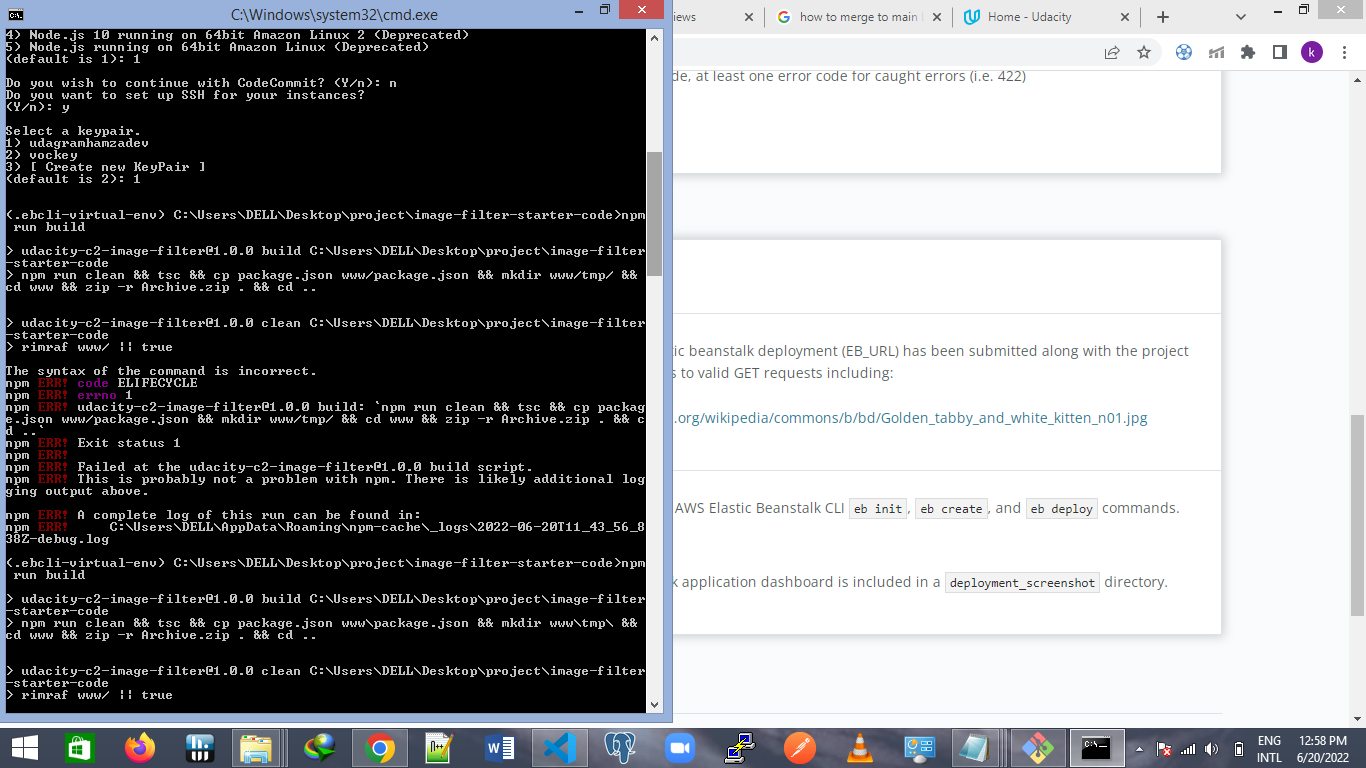 C:\Windows\system32\cmd.exe
4) Node.js 10 running on 64bit Amazon Linux 2 (Deprecated)
5) Node.js running on 64bit Amazon Linux (Deprecated)
(default is 1): 1
Do you wish to continue with CodeCommit? (Y/n): n
Do you want to set up SSH for your instances?
(Y/n): y
Select a keypair.
1) udagramhamzadev
2) vockey
3) [ Create new KeyPair ]
(default is 2): 1
(.ebcli-virtual-env) C:\Users\DELL\Desktop\project\image-filter-starter-code>npm
run build
> udacity-c2-image-filter@1.0.0 build C:\Users\DELL\Desktop\project\image-filter
-starter-code
> npm run clean && tsc && cp package.json www/package.json && mkdir www/tmp/ &&
cd www && zip -r Archive.zip . && cd ..
> udacity-c2-image-filter@1.0.0 clean C:\Users\DELL\Desktop\project\image-filter
-starter-code
> rimraf www/ || true
The syntax of the command is incorrect.
npm ERR! code ELIFECYCLE
npm ERR! errno 1
npm ERR! udacity-c2-image-filter@1.0.0 build: `npm run clean && tsc && cp packag
e.json www/package.json && mkdir www/tmp/ && cd www && zip -r Archive.zip . && c
d ..`
npm ERR! Exit status 1
npm ERR!
npm ERR! Failed at the udacity-c2-image-filter@1.0.0 build script.
npm ERR! This is probably not a problem with npm. There is likely additional log
ging output above.
npm ERR! A complete log of this run can be found in:
npm ERR!     C:\Users\DELL\AppData\Roaming\npm-cache\_logs\2022-06-20T11_43_56_8
38Z-debug.log
(.ebcli-virtual-env) C:\Users\DELL\Desktop\project\image-filter-starter-code>npm
run build
> udacity-c2-image-filter@1.0.0 build C:\Users\DELL\Desktop\project\image-filter
-starter-code
> npm run clean && tsc && cp package.json www\package.json && mkdir www\tmp\ &&
cd www && zip -r Archive.zip . && cd ..
> udacity-c2-image-filter@1.0.0 clean C:\Users\DELL\Desktop\project\image-filter
-starter-code
> rimraf www/ || true
iews
how to merge to main
Home - Udacity
k
de, at least one error code for caught errors (i.e. 422)
tic beanstalk deployment (EB_URL) has been submitted along with the project
s to valid GET requests including:
.org/wikipedia/commons/b/bd/Golden_tabby_and_white_kitten_n01.jpg
AWS Elastic Beanstalk CLI eb init, eb create, and eb deploy commands.
k application dashboard is included in a deployment_screenshot directory.
ENG
INTL
12:58 PM
6/20/2022